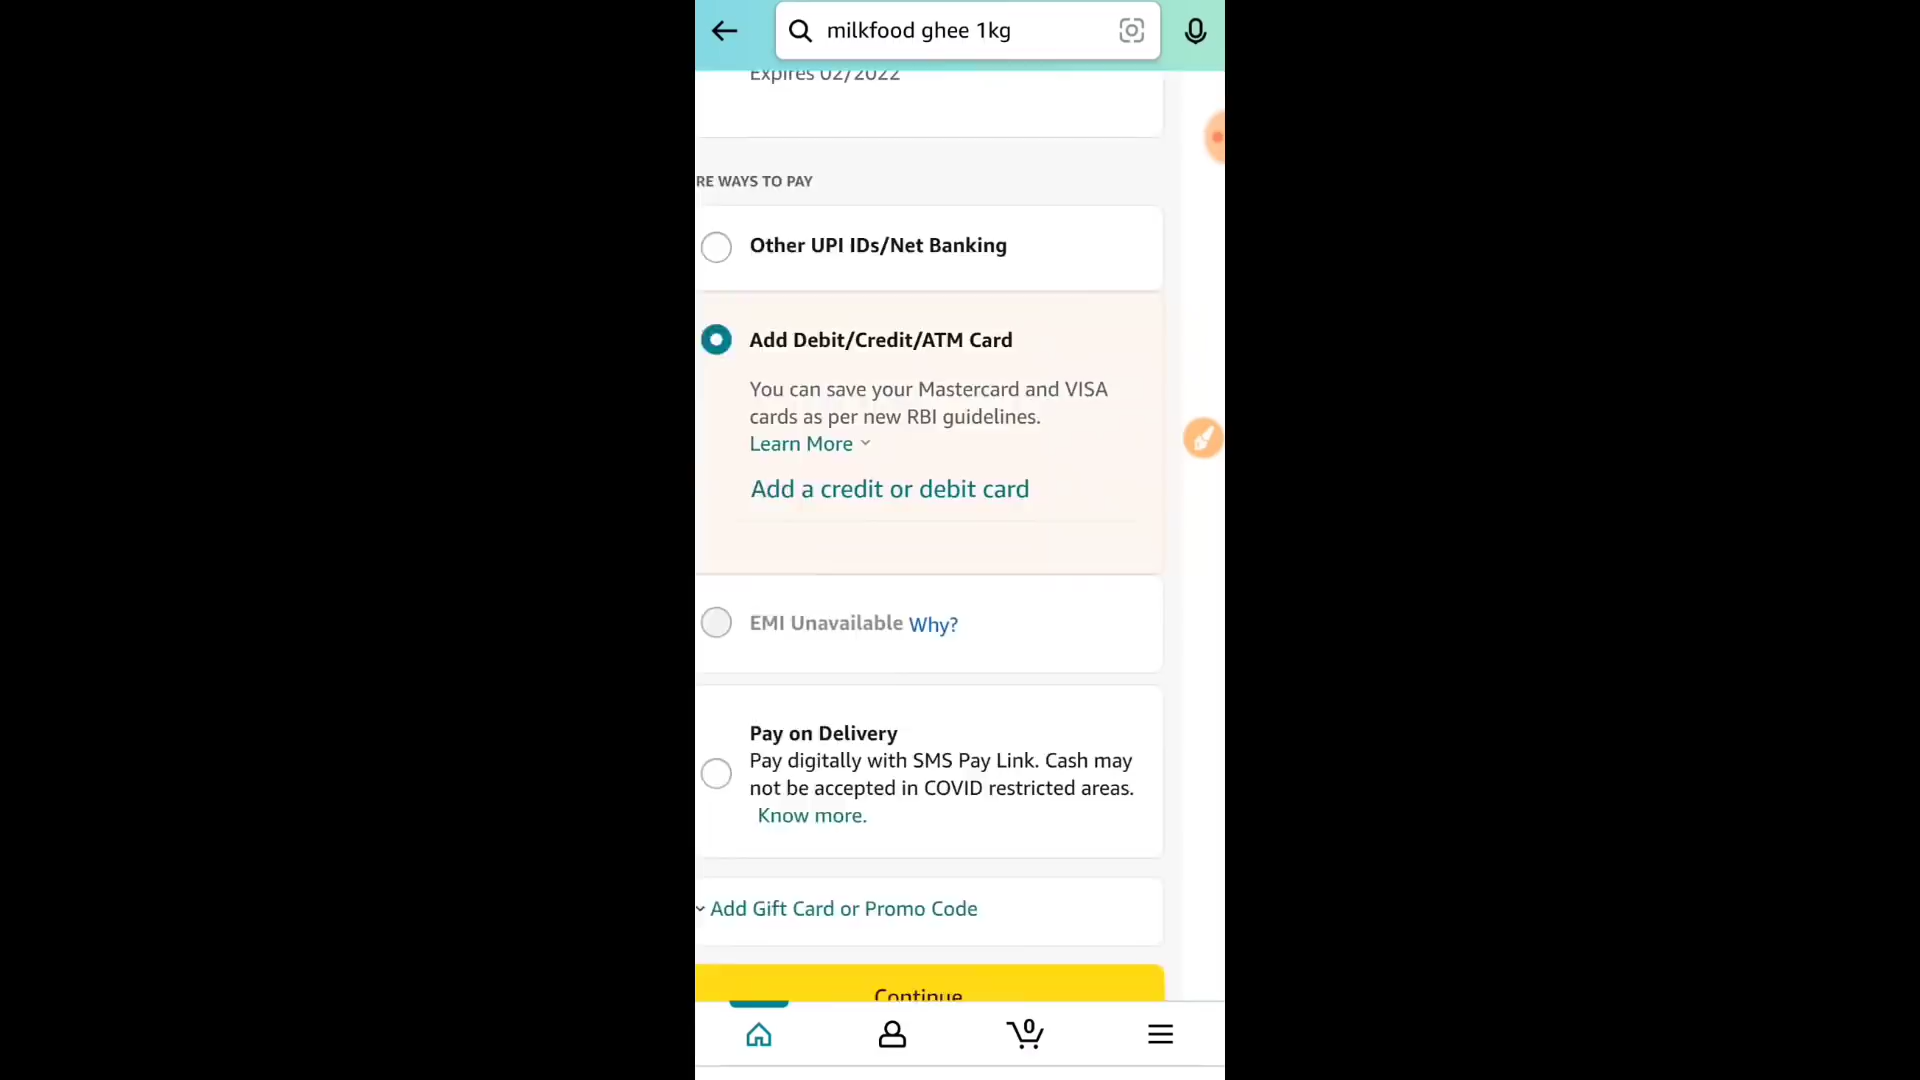 milkfood ghee 1kg
Expires 02/2022
RE WAYS TO PAY
Other UPI IDs/Net Banking
Add Debit/Credit/ATM Card
You can save your Mastercard and VISA
cards as per new RBI guidelines.
Learn More
Add a credit or debit card
EMI Unavailable Why?
Pay on Delivery
Pay digitally with SMS Pay Link. Cash may
not be accepted in COVID restricted areas.
Know more.
Add Gift Card or Promo Code
Continue
0